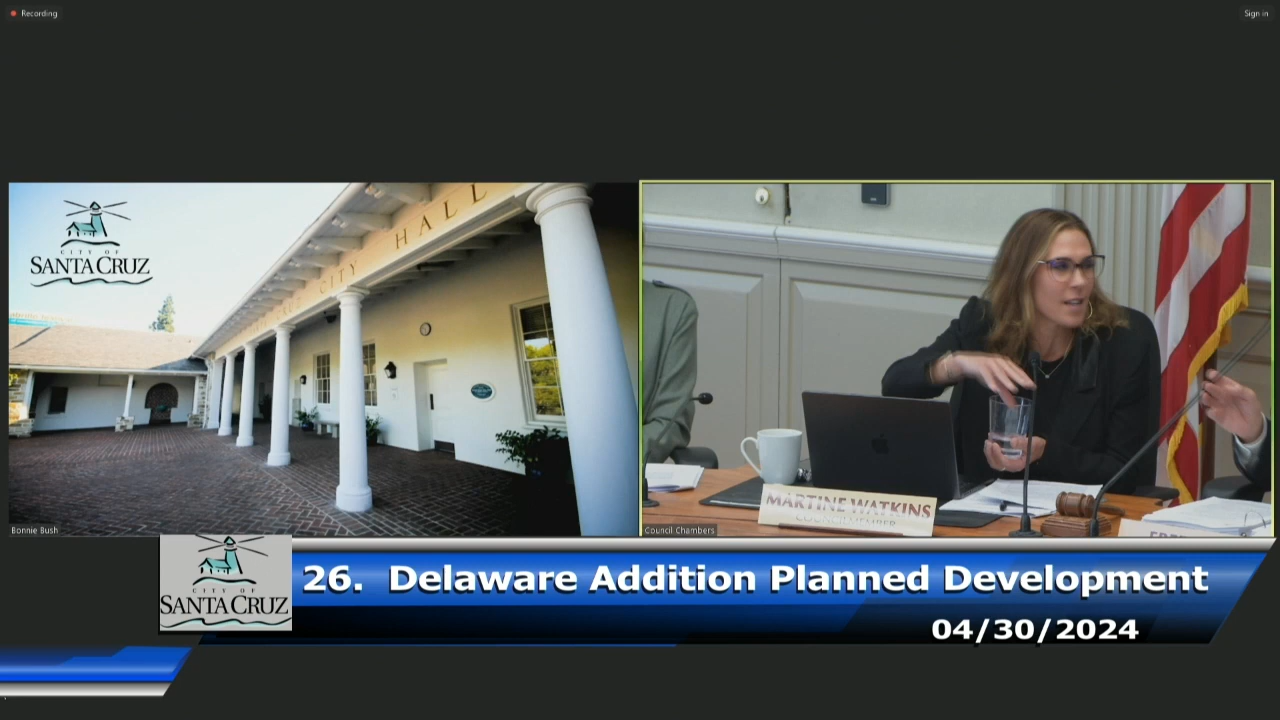 Recording
Sign in
CITY OF
SANTA CRUZ
CITY HALL
Bonnie Bush
MARTINE WATKINS
COUNCILMEMBER
Council Chambers
CITY OF
SANTA CRUZ
26. Delaware Addition Planned Development
04/30/2024